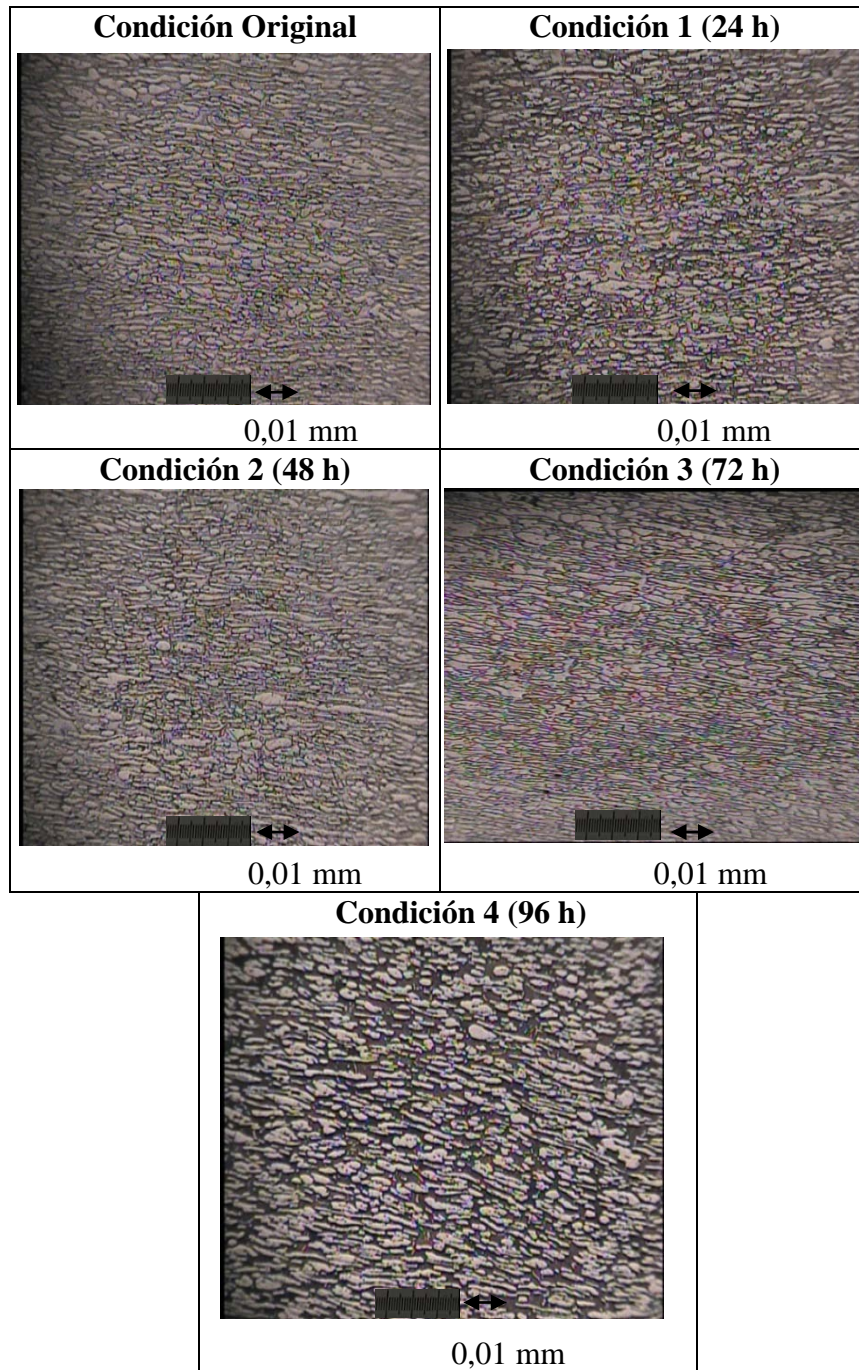 Condición Original
Condición 1 (24 h)
0,01 mm
0,01 mm
Condición 2 (48 h)
Condición 3 (72 h)
0,01 mm
0,01 mm
Condición 4 (96 h)
0,01 mm